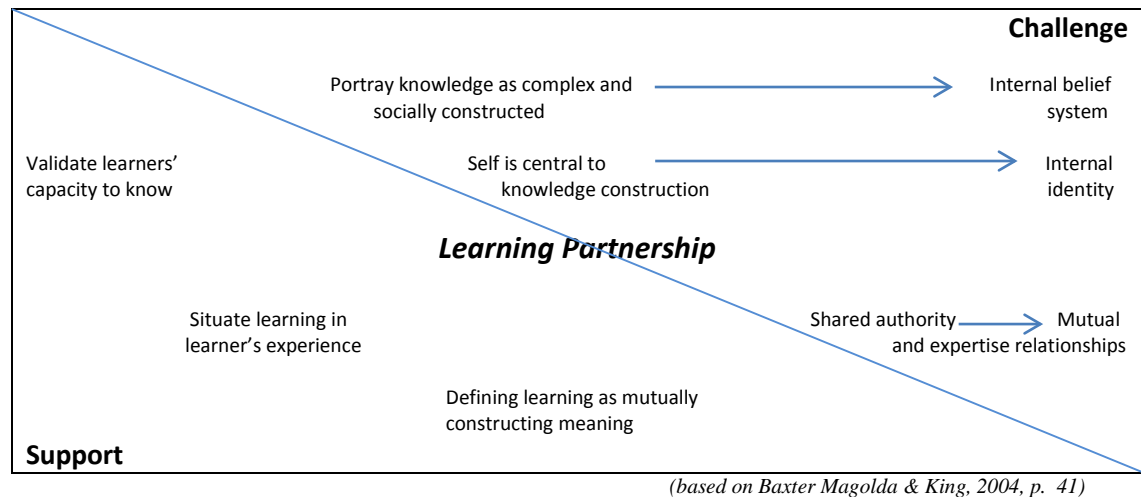 Challenge
Portray knowledge as complex and
socially constructed
Internal belief
system
Validate learners’
capacity to know
Self is central to
knowledge construction
Internal
identity
Learning Partnership
Situate learning in
learner’s experience
Shared authority
and expertise
Mutual
relationships
Defining learning as mutually
constructing meaning
Support
(based on Baxter Magolda & King, 2004, p. 41)